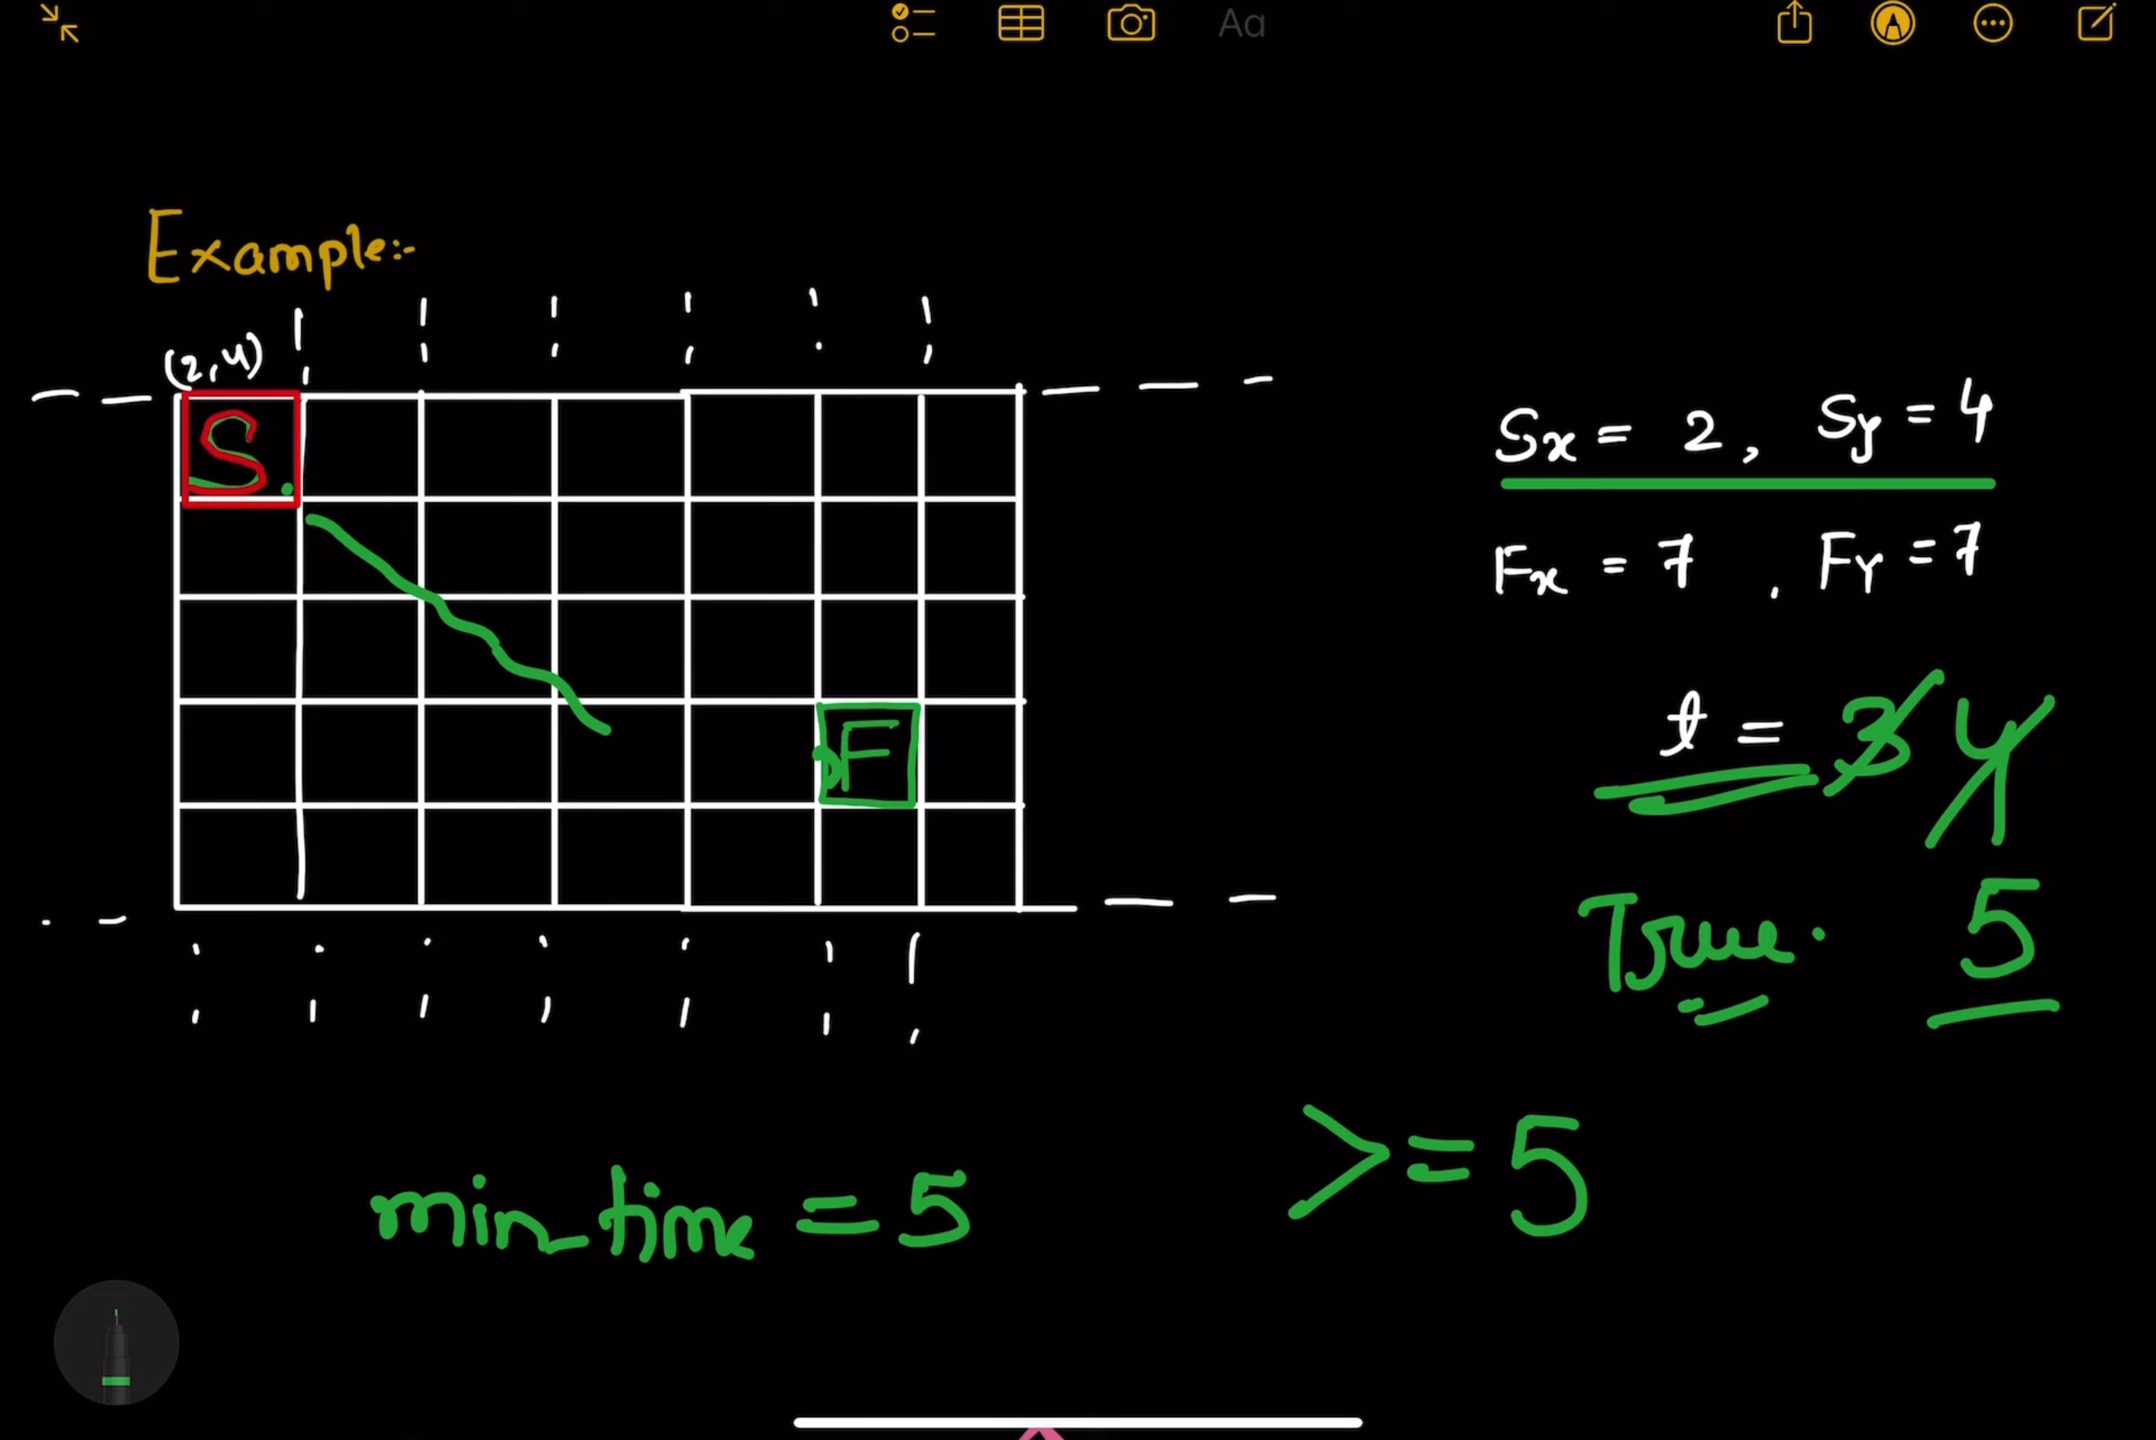 Aa
Example:-
(2,4)
S.
F
Sx = 2, Sy = 4
Fx = 7 , Fy = 7
t = 3 4
True. 5
min_time = 5
>= 5